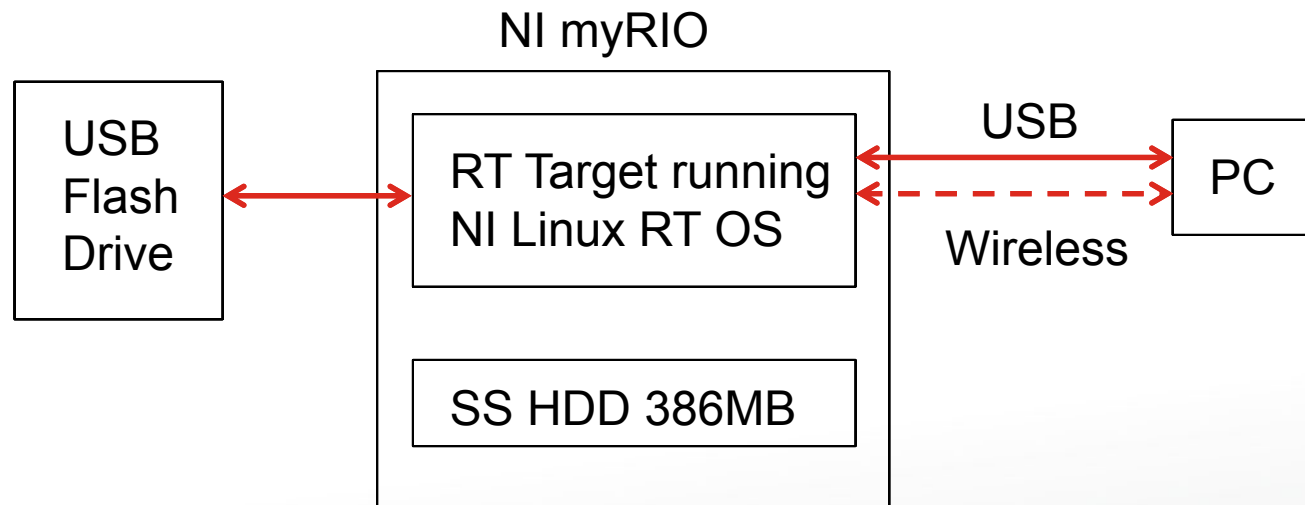 NI myRIO
USB
Flash
Drive
RT Target running
NI Linux RT OS
SS HDD 386MB
USB
Wireless
PC